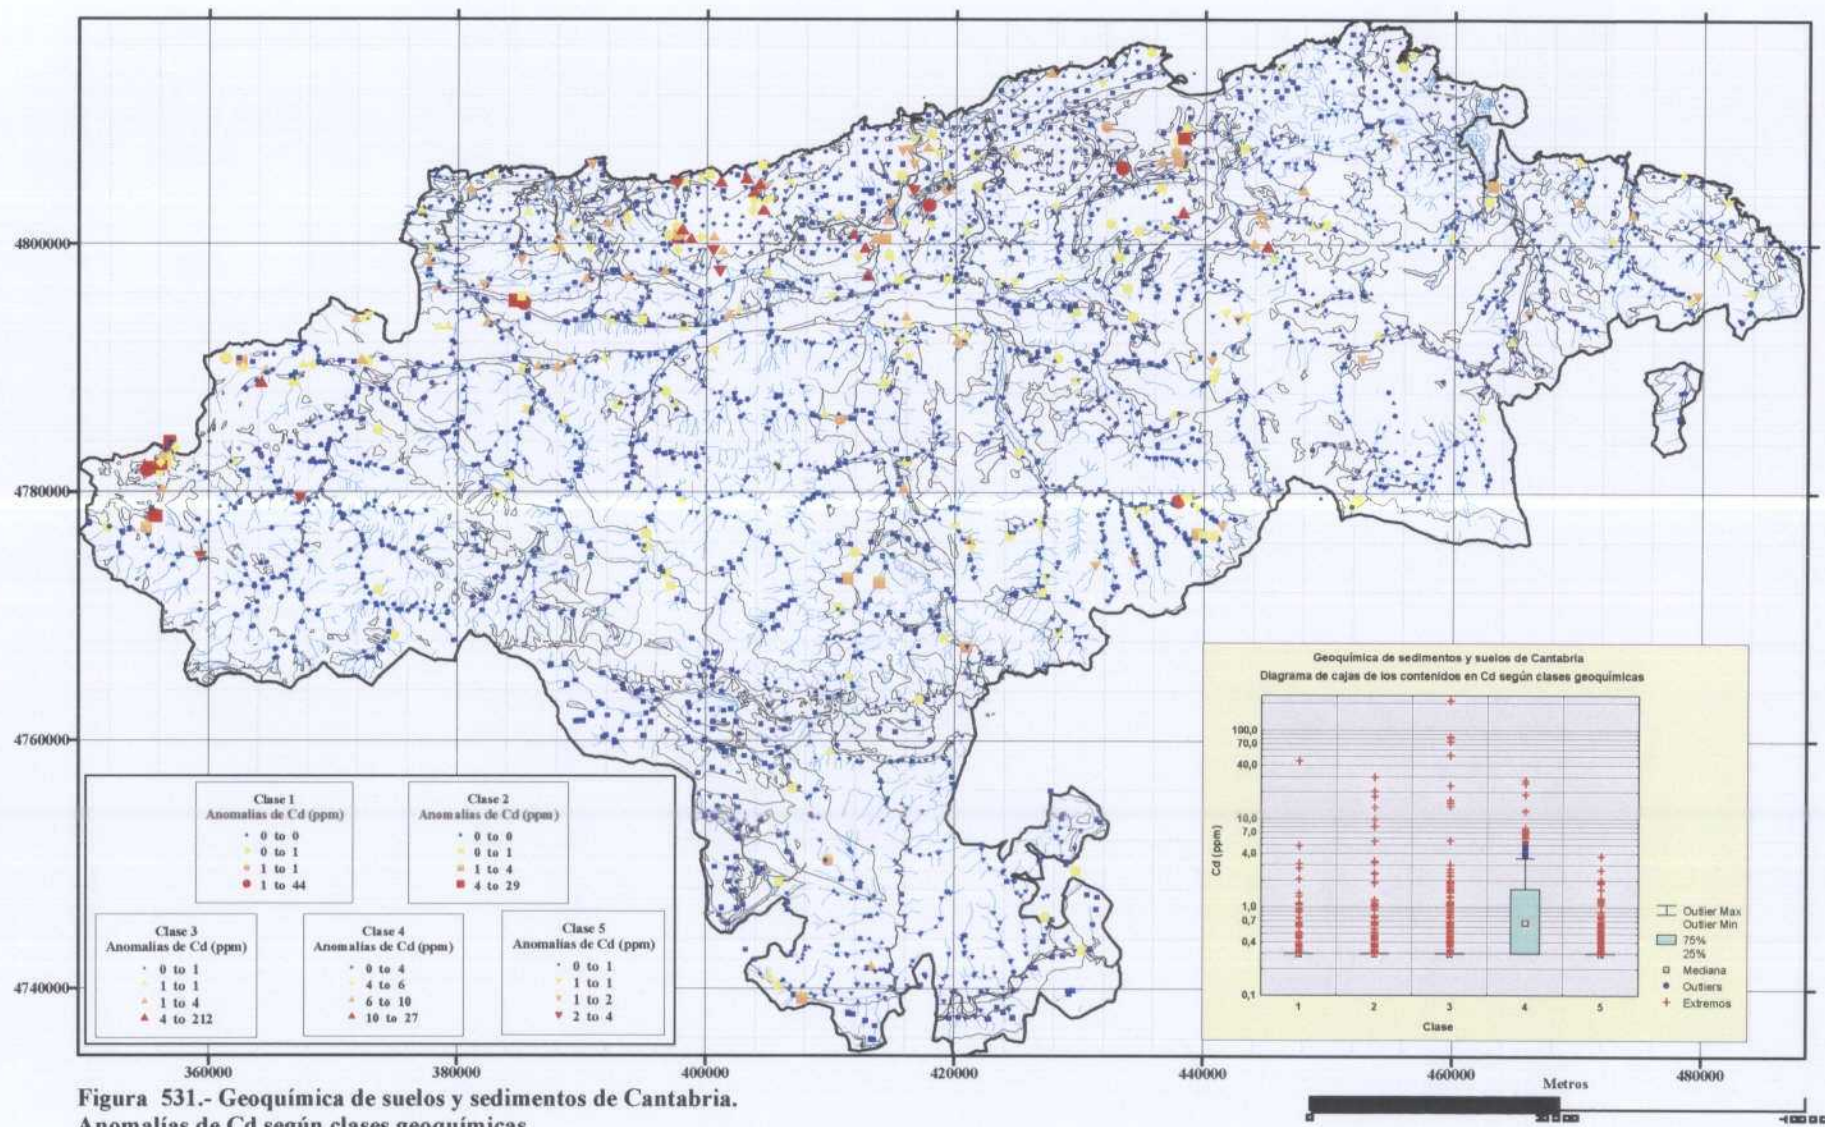 4800000
4780000
4760000
4740000
360000
380000
400000
420000
440000
460000
480000
Metros
Clase 1
Anomalías de Cd (ppm)
0 to 0
0 to 1
1 to 1
1 to 44
Clase 2
Anomalías de Cd (ppm)
0 to 0
0 to 1
1 to 4
4 to 29
Clase 3
Anomalías de Cd (ppm)
0 to 1
1 to 1
1 to 4
4 to 212
Clase 4
Anomalías de Cd (ppm)
0 to 4
4 to 6
6 to 10
10 to 27
Clase 5
Anomalías de Cd (ppm)
0 to 1
1 to 1
1 to 2
2 to 4
Geoquímica de sedimentos y suelos de Cantabria
Diagrama de cajas de los contenidos en Cd según clases geoquímicas
Cd (ppm)
100,0
70,0
40,0
10,0
7,0
4,0
1,0
0,7
0,4
0,1
1
2
3
4
5
Clase
Outlier Max
Outlier Min
75%
25%
Mediana
Outliers
Extremos
Figura 531.- Geoquímica de suelos y sedimentos de Cantabria.
Anomalías de Cd según clases geoquímicas